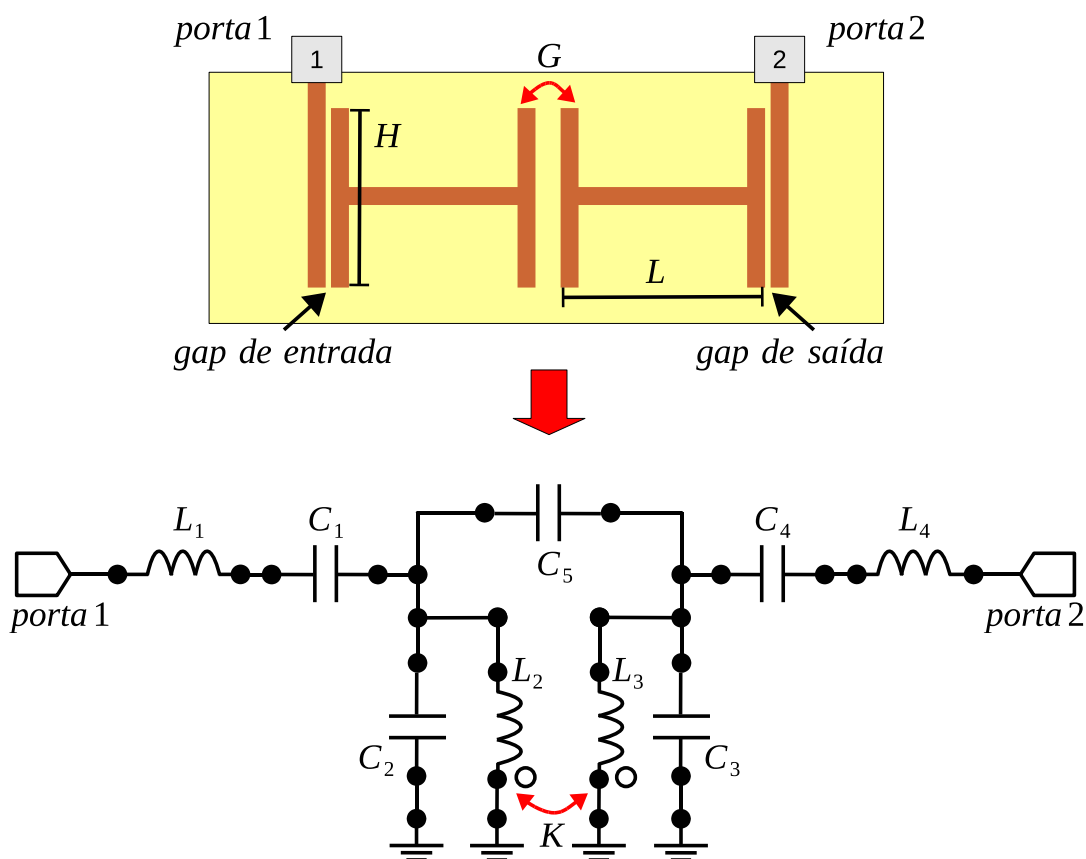 porta 1
1
G
2
porta 2
H
L
gap de entrada
gap de saída
L1
C1
C5
C4
L4
porta 1
porta 2
L2
L3
C2
C3
K